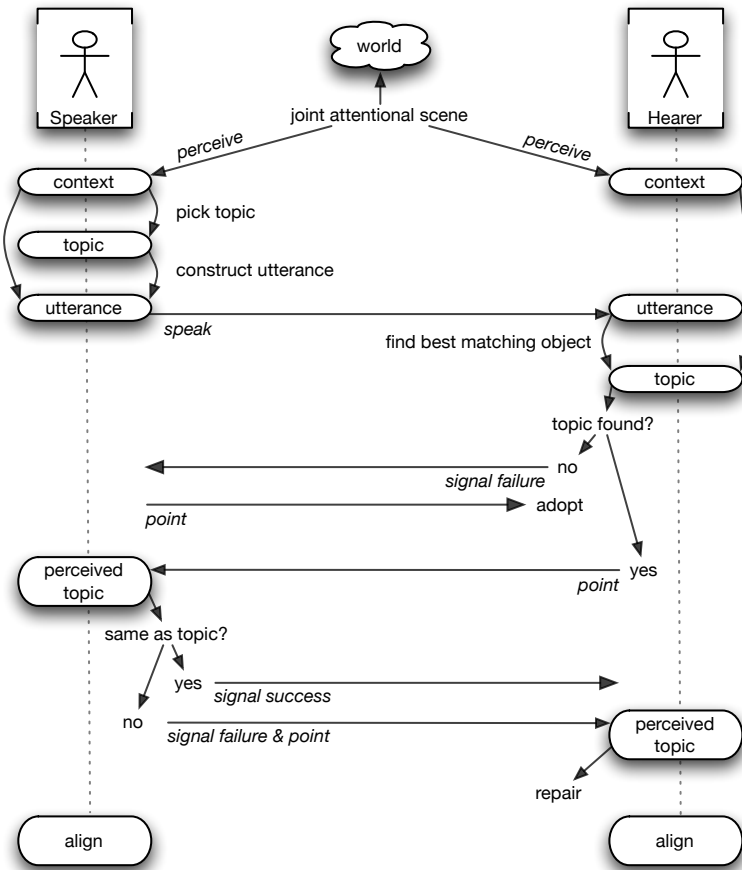 world
Speaker
Hearer
joint attentional scene
perceive
perceive
context
context
pick topic
topic
construct utterance
utterance
utterance
speak
find best matching object
topic
topic found?
no
signal failure
point
adopt
perceived
topic
yes
point
same as topic?
yes
signal success
no
signal failure & point
perceived
topic
repair
align
align